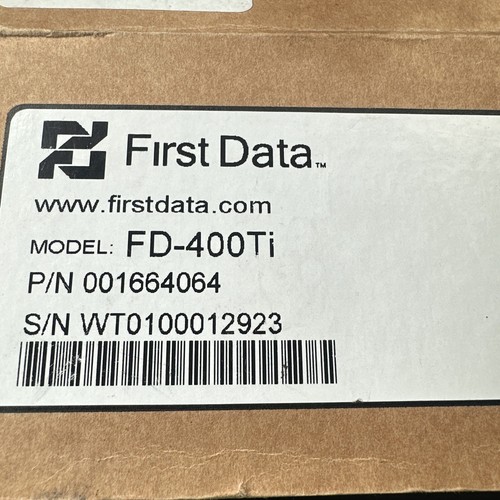 First Data™
www.firstdata.com
MODEL: FD-400Ti
P/N 001664064
S/N WT0100012923